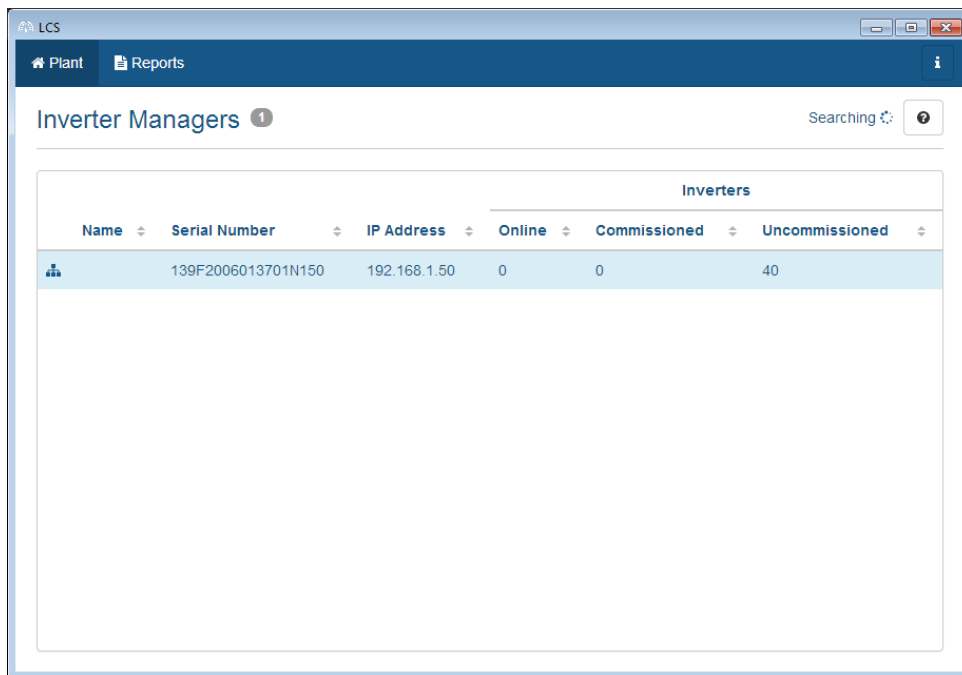 LCS
Plant Reports i
Inverter Managers 1 Searching ?
Inverters
Name Serial Number IP Address Online Commissioned Uncommissioned
139F2006013701N150 192.168.1.50 0 0 40